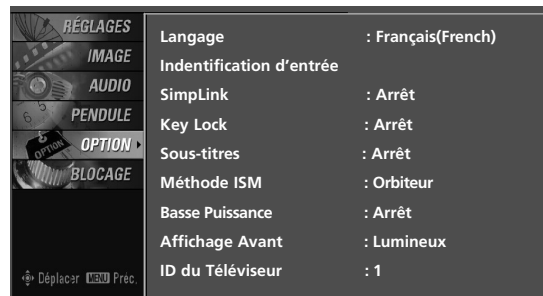 RÉGLAGES
IMAGE
AUDIO
PENDULE
OPTION
BLOCAGE
Déplacer MENU Préc.
Langage : Français(French)
Indentification d'entrée
SimpLink : Arrêt
Key Lock : Arrêt
Sous-titres : Arrêt
Méthode ISM : Orbiteur
Basse Puissance : Arrêt
Affichage Avant : Lumineux
ID du Téléviseur : 1